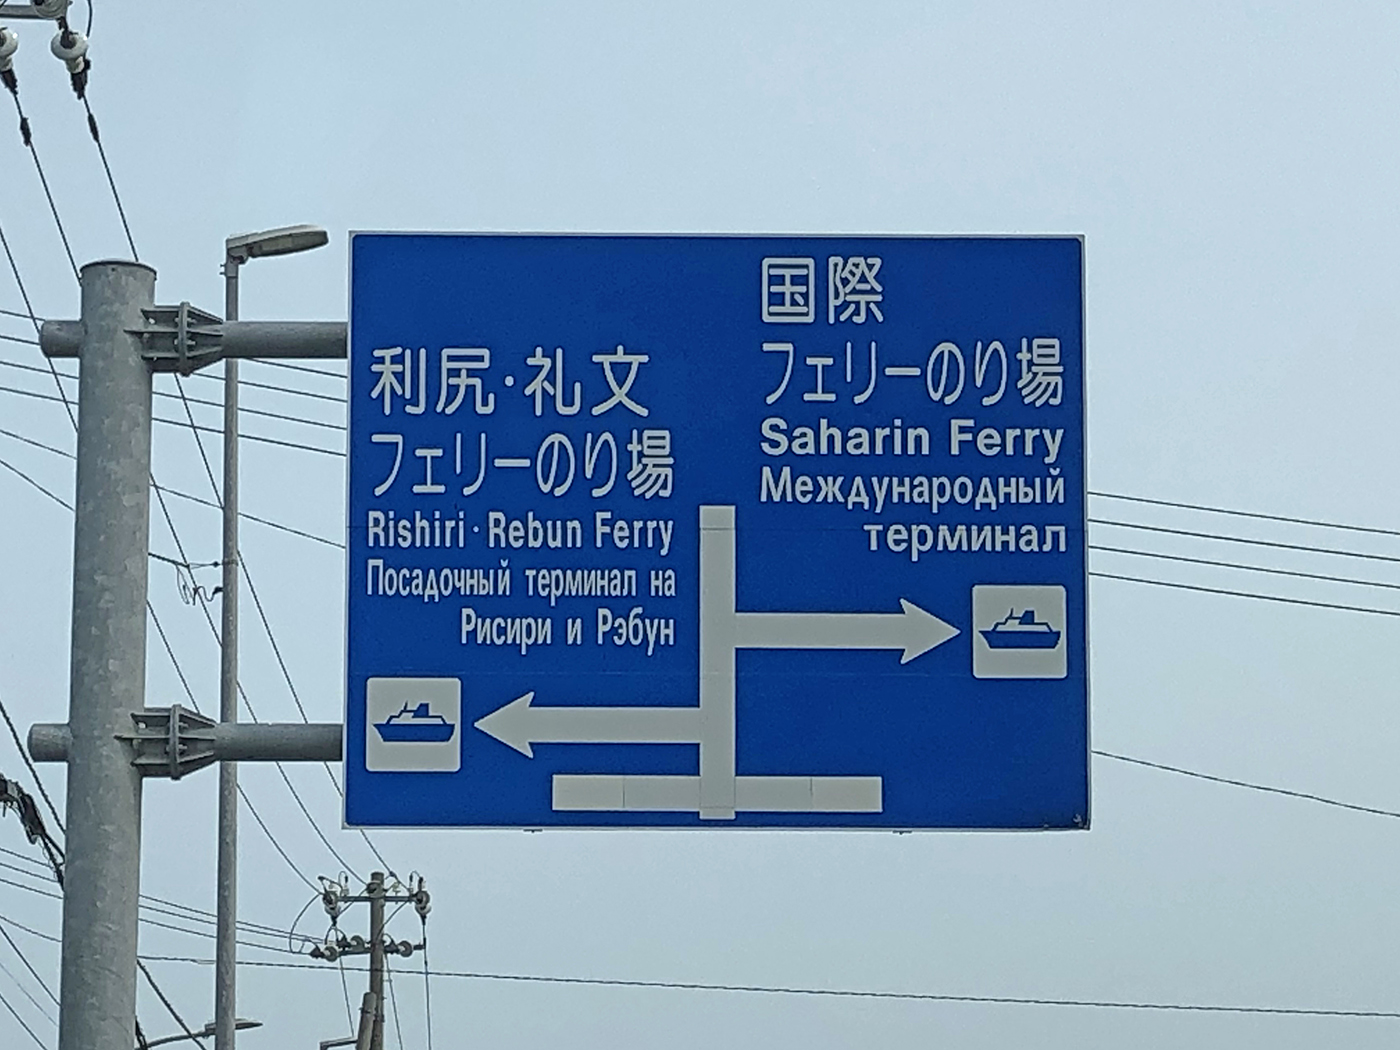 利尻・礼文
フェリーのり場
Rishiri・Rebun Ferry
Посадочный терминал на
Рисири и Рэбун
国際
フェリーのり場
Saharin Ferry
Международный
терминал